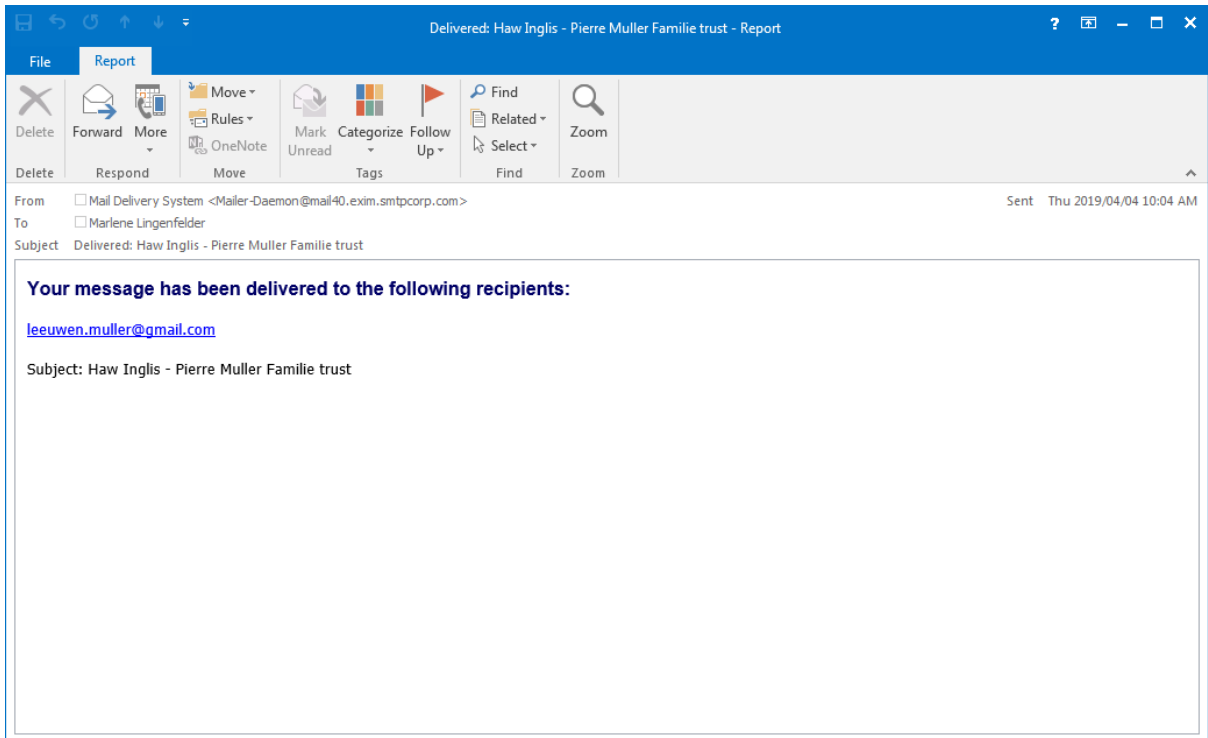 Delivered: Haw Inglis - Pierre Muller Familie trust - Report
File Report
Delete
Forward
More
Move
Rules
OneNote
Mark Unread
Categorize
Follow Up
Find
Related
Select
Zoom
Delete Respond Move Tags Find Zoom
From Mail Delivery System <Mailer-Daemon@mail40.exim.smtpcorp.com> Sent Thu 2019/04/04 10:04 AM
To Marlene Lingenfelder
Subject Delivered: Haw Inglis - Pierre Muller Familie trust
Your message has been delivered to the following recipients:
leeuwen.muller@gmail.com
Subject: Haw Inglis - Pierre Muller Familie trust